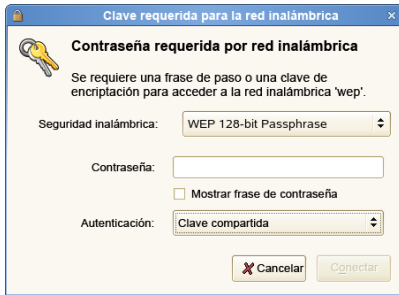 Clave requerida para la red inalámbrica
Contraseña requerida por red inalámbrica
Se requiere una frase de paso o una clave de
encriptación para acceder a la red inalámbrica 'wep'.
Seguridad inalámbrica: WEP 128-bit Passphrase
Contraseña:
Mostrar frase de contraseña
Autenticación: Clave compartida
Cancelar Conectar